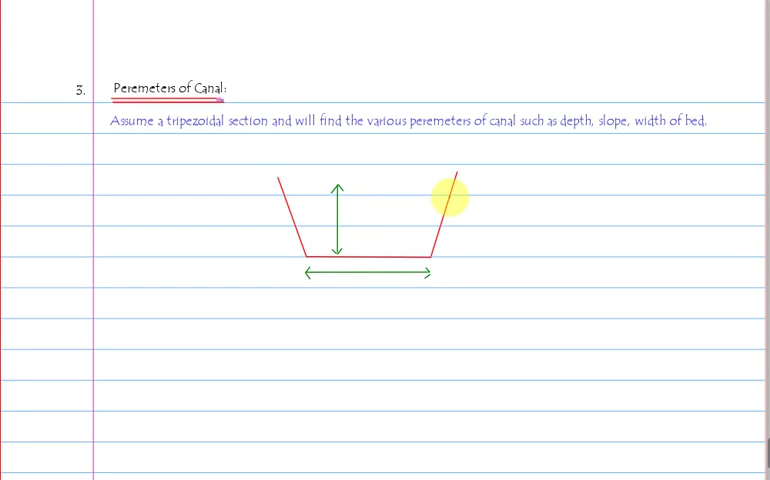 3. Peremeters of Canal:
Assume a tripezoidal section and will find the various peremeters of canal such as depth, slope, width of bed.